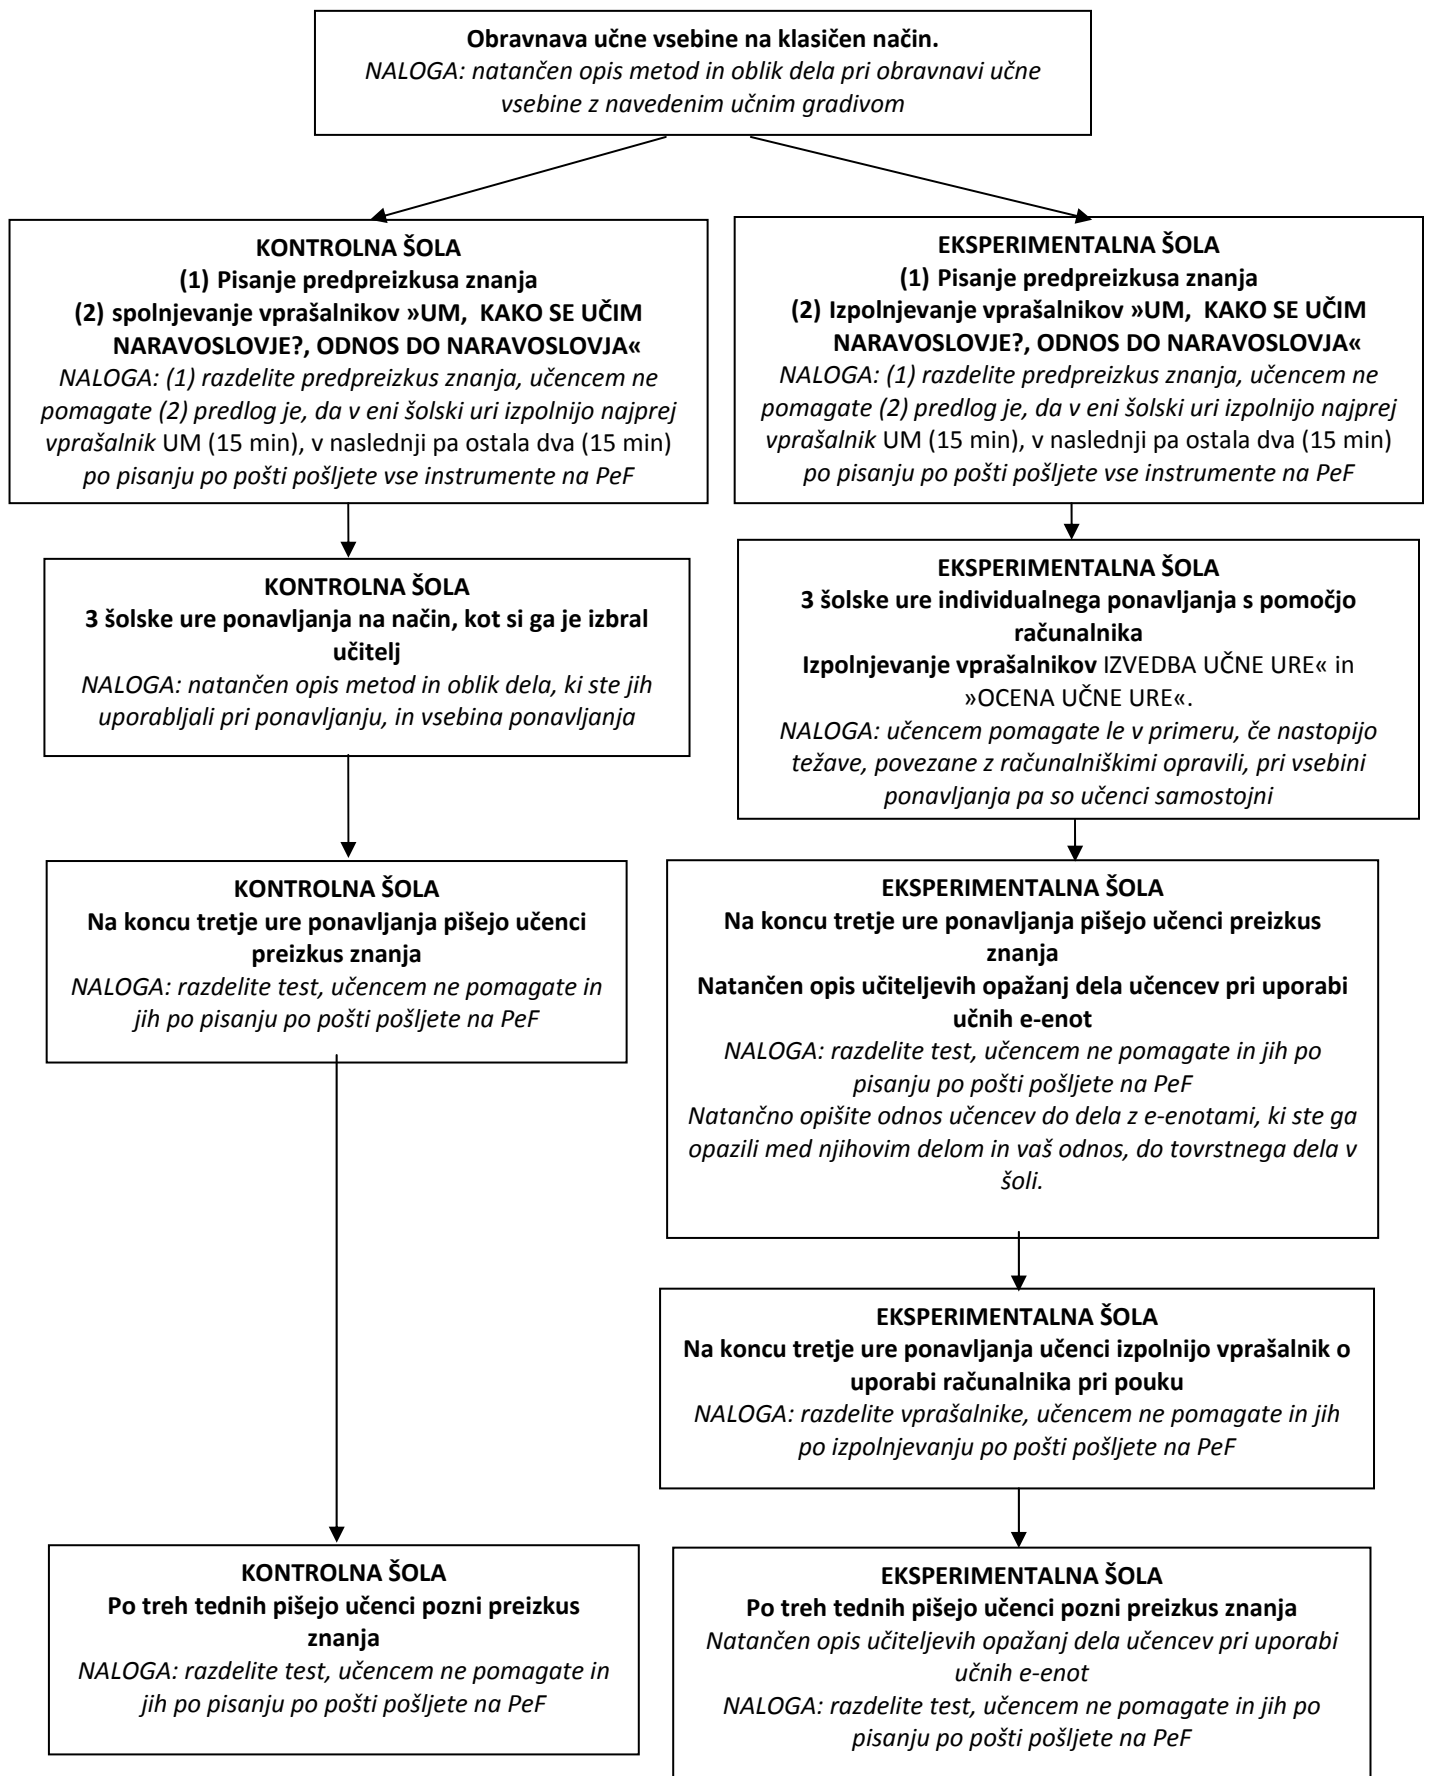 Obravnava učne vsebine na klasičen način.
NALOGA: natančen opis metod in oblik dela pri obravnavi učne
vsebine z navedenim učnim gradivom
KONTROLNA ŠOLA
(1) Pisanje predpreizkusa znanja
(2) spolnjevanje vprašalnikov »UM, KAKO SE UČIM
NARAVOSLOVJE?, ODNOS DO NARAVOSLOVJA«
NALOGA: (1) razdelite predpreizkus znanja, učencem ne
pomagate (2) predlog je, da v eni šolski uri izpolnijo najprej
vprašalnik UM (15 min), v naslednji pa ostala dva (15 min)
po pisanju po pošti pošljete vse instrumente na PeF
EKSPERIMENTALNA ŠOLA
(1) Pisanje predpreizkusa znanja
(2) Izpolnjevanje vprašalnikov »UM, KAKO SE UČIM
NARAVOSLOVJE?, ODNOS DO NARAVOSLOVJA«
NALOGA: (1) razdelite predpreizkus znanja, učencem ne
pomagate (2) predlog je, da v eni šolski uri izpolnijo najprej
vprašalnik UM (15 min), v naslednji pa ostala dva (15 min)
po pisanju po pošti pošljete vse instrumente na PeF
KONTROLNA ŠOLA
3 šolske ure ponavljanja na način, kot si ga je izbral
učitelj
NALOGA: natančen opis metod in oblik dela, ki ste jih
uporabljali pri ponavljanju, in vsebina ponavljanja
EKSPERIMENTALNA ŠOLA
3 šolske ure individualnega ponavljanja s pomočjo
računalnika
Izpolnjevanje vprašalnikov IZVEDBA UČNE URE« in
»OCENA UČNE URE«.
NALOGA: učencem pomagate le v primeru, če nastopijo
težave, povezane z računalniškimi opravili, pri vsebini
ponavljanja pa so učenci samostojni
KONTROLNA ŠOLA
Na koncu tretje ure ponavljanja pišejo učenci
preizkus znanja
NALOGA: razdelite test, učencem ne pomagate in
jih po pisanju po pošti pošljete na PeF
EKSPERIMENTALNA ŠOLA
Na koncu tretje ure ponavljanja pišejo učenci preizkus
znanja
Natančen opis učiteljevih opažanj dela učencev pri uporabi
učnih e-enot
NALOGA: razdelite test, učencem ne pomagate in jih po
pisanju po pošti pošljete na PeF
Natančno opišite odnos učencev do dela z e-enotami, ki ste ga
opazili med njihovim delom in vaš odnos, do tovrstnega dela v
šoli.
EKSPERIMENTALNA ŠOLA
Na koncu tretje ure ponavljanja učenci izpolnijo vprašalnik o
uporabi računalnika pri pouku
NALOGA: razdelite vprašalnike, učencem ne pomagate in jih
po izpolnjevanju po pošti pošljete na PeF
KONTROLNA ŠOLA
Po treh tednih pišejo učenci pozni preizkus
znanja
NALOGA: razdelite test, učencem ne pomagate in
jih po pisanju po pošti pošljete na PeF
EKSPERIMENTALNA ŠOLA
Po treh tednih pišejo učenci pozni preizkus znanja
Natančen opis učiteljevih opažanj dela učencev pri uporabi
učnih e-enot
NALOGA: razdelite test, učencem ne pomagate in jih po
pisanju po pošti pošljete na PeF